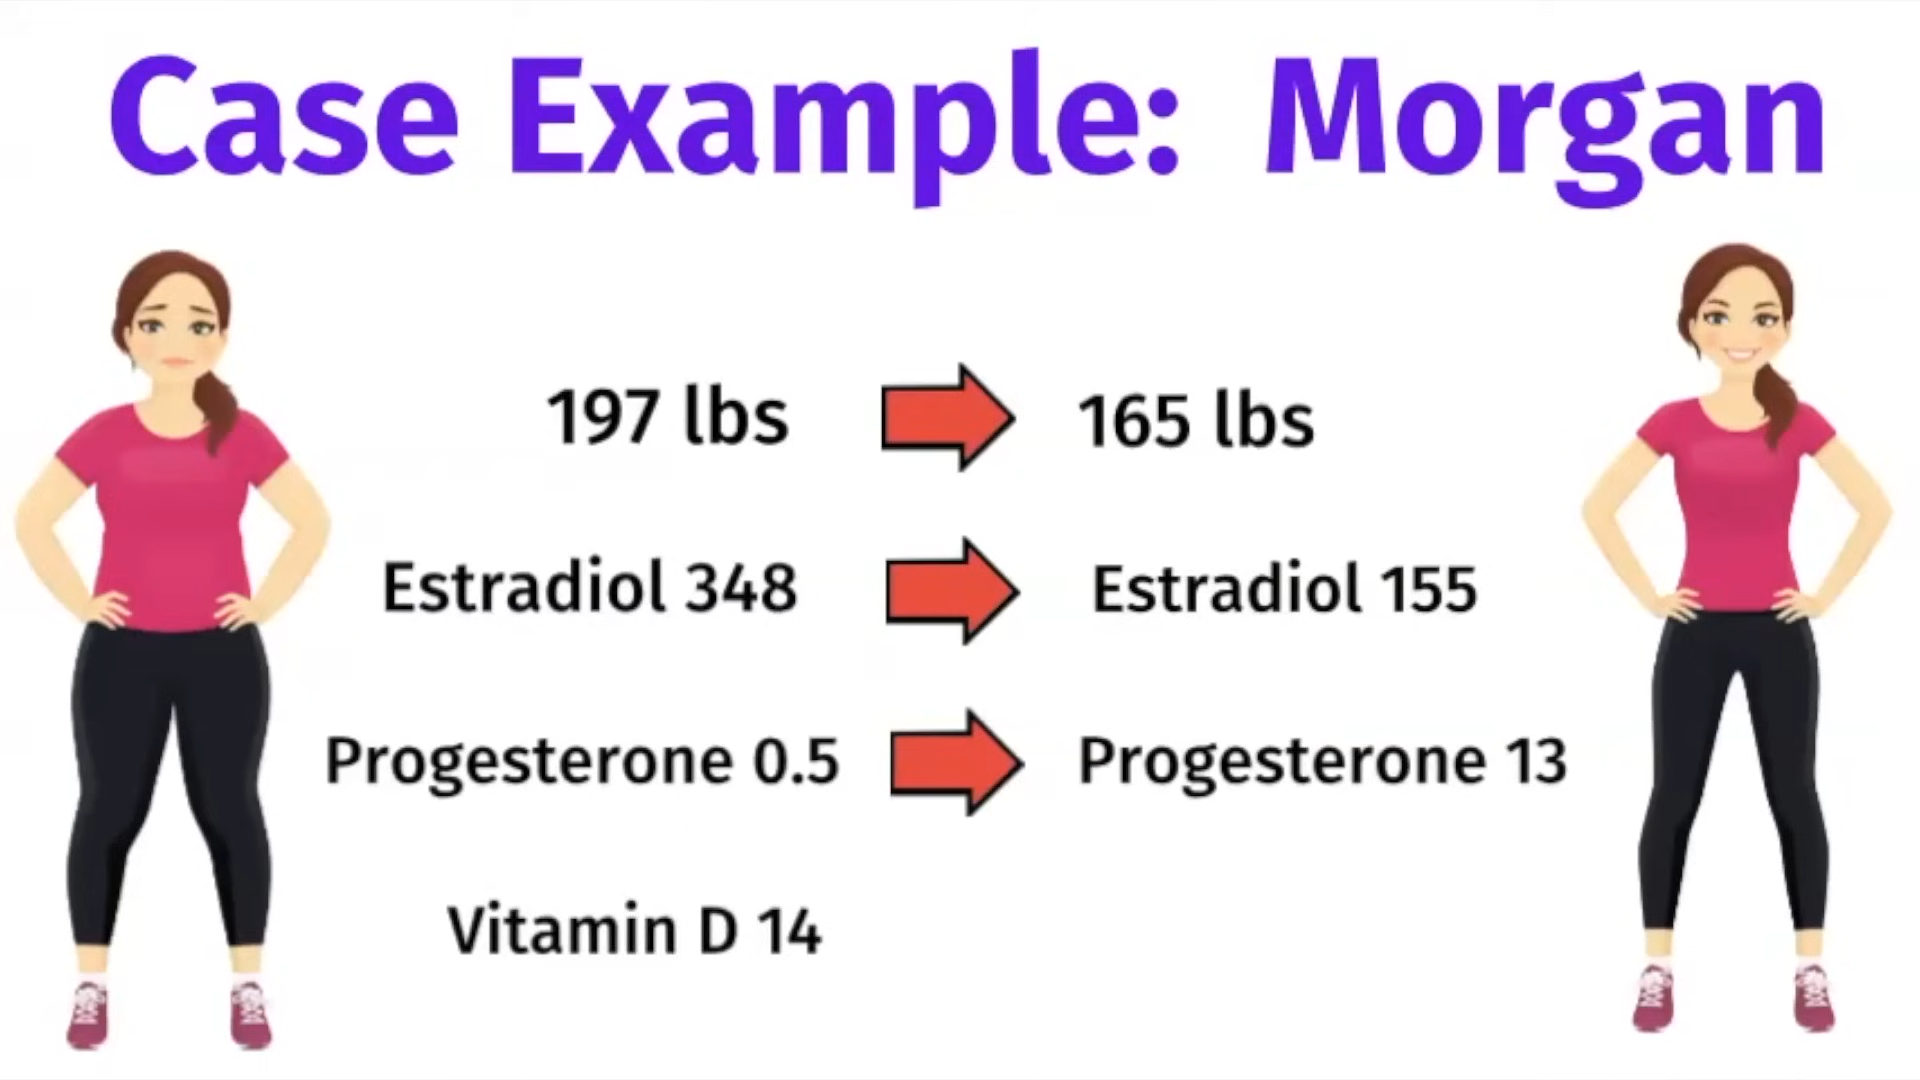 Case Example: Morgan
197 lbs 165 lbs
Estradiol 348 Estradiol 155
Progesterone 0.5 Progesterone 13
Vitamin D 14